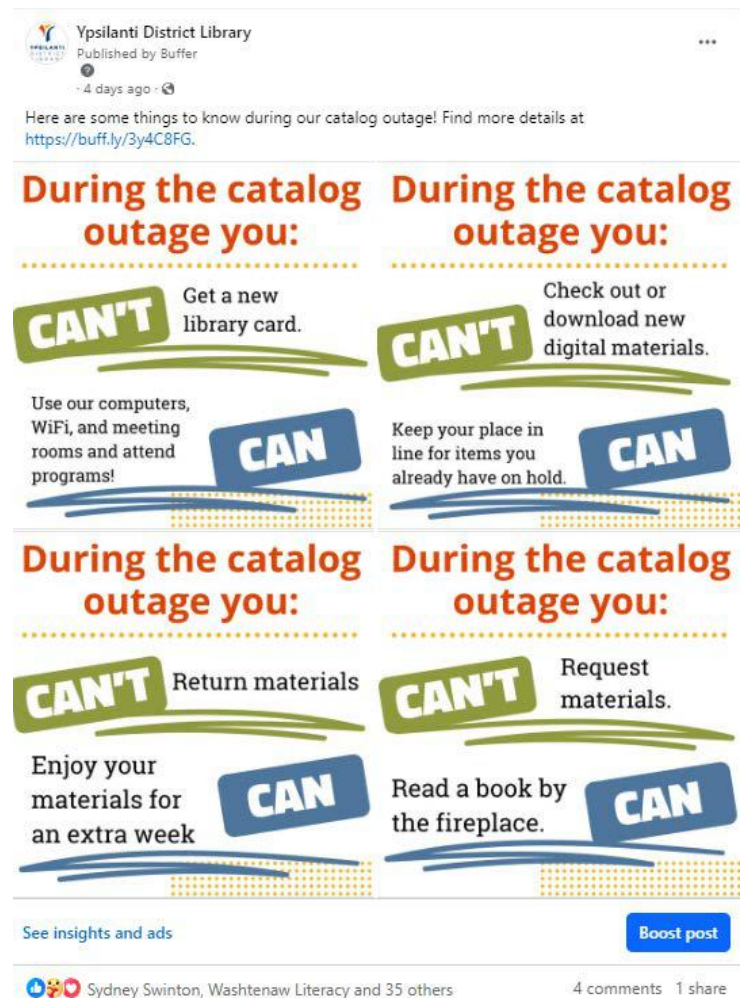 Ypsilanti District Library
Published by Buffer
· 4 days ago ·
Here are some things to know during our catalog outage! Find more details at
https://buff.ly/3y4C8FG.
During the catalog
outage you:
CAN'T
Get a new
library card.
Use our computers,
WiFi, and meeting
rooms and attend
programs!
CAN
During the catalog
outage you:
CAN'T
Check out or
download new
digital materials.
Keep your place in
line for items you
already have on hold.
CAN
During the catalog
outage you:
CAN'T
Return materials
Enjoy your
materials for
an extra week
CAN
During the catalog
outage you:
CAN'T
Request
materials.
Read a book by
the fireplace.
CAN
See insights and ads
Boost post
Sydney Swinton, Washtenaw Literacy and 35 others
4 comments 1 share